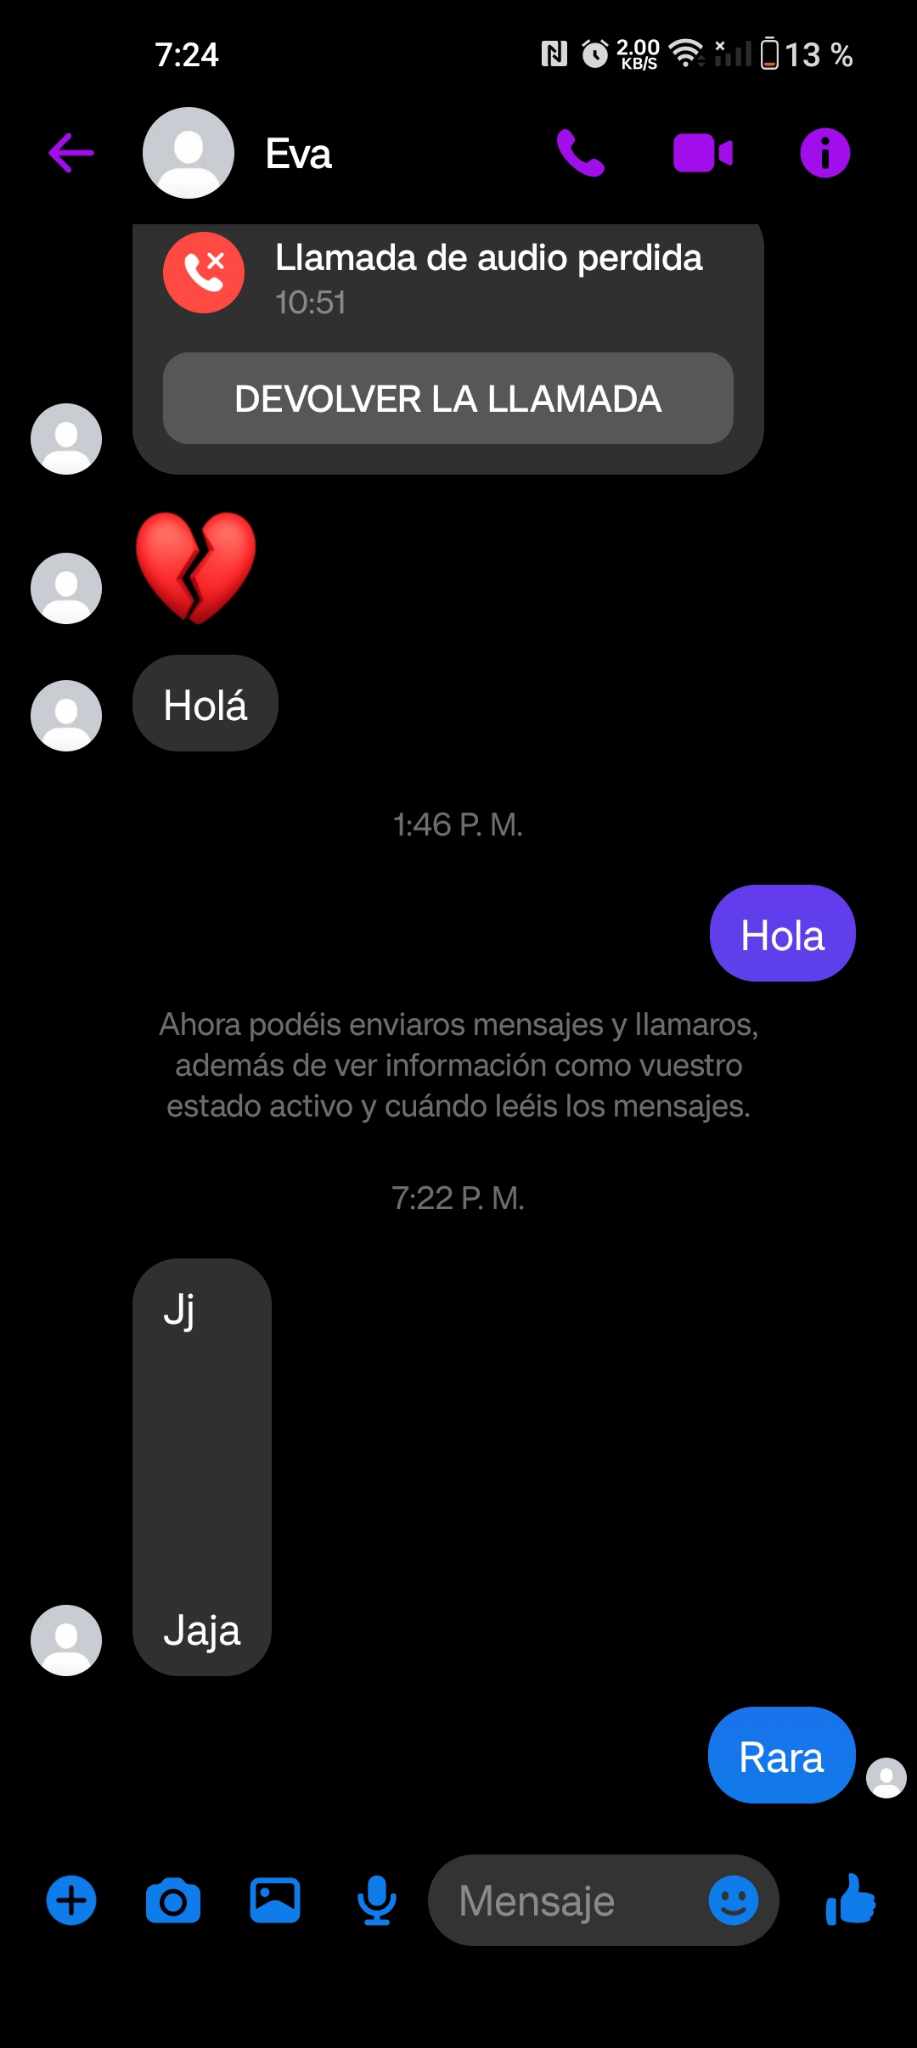 7:24
2.00
KB/S
13 %
Eva
Llamada de audio perdida
10:51
DEVOLVER LA LLAMADA
Holá
1:46 P. M.
Hola
Ahora podéis enviaros mensajes y llamaros,
además de ver información como vuestro
estado activo y cuándo leéis los mensajes.
7:22 P. M.
Jj
Jaja
Rara
Mensaje